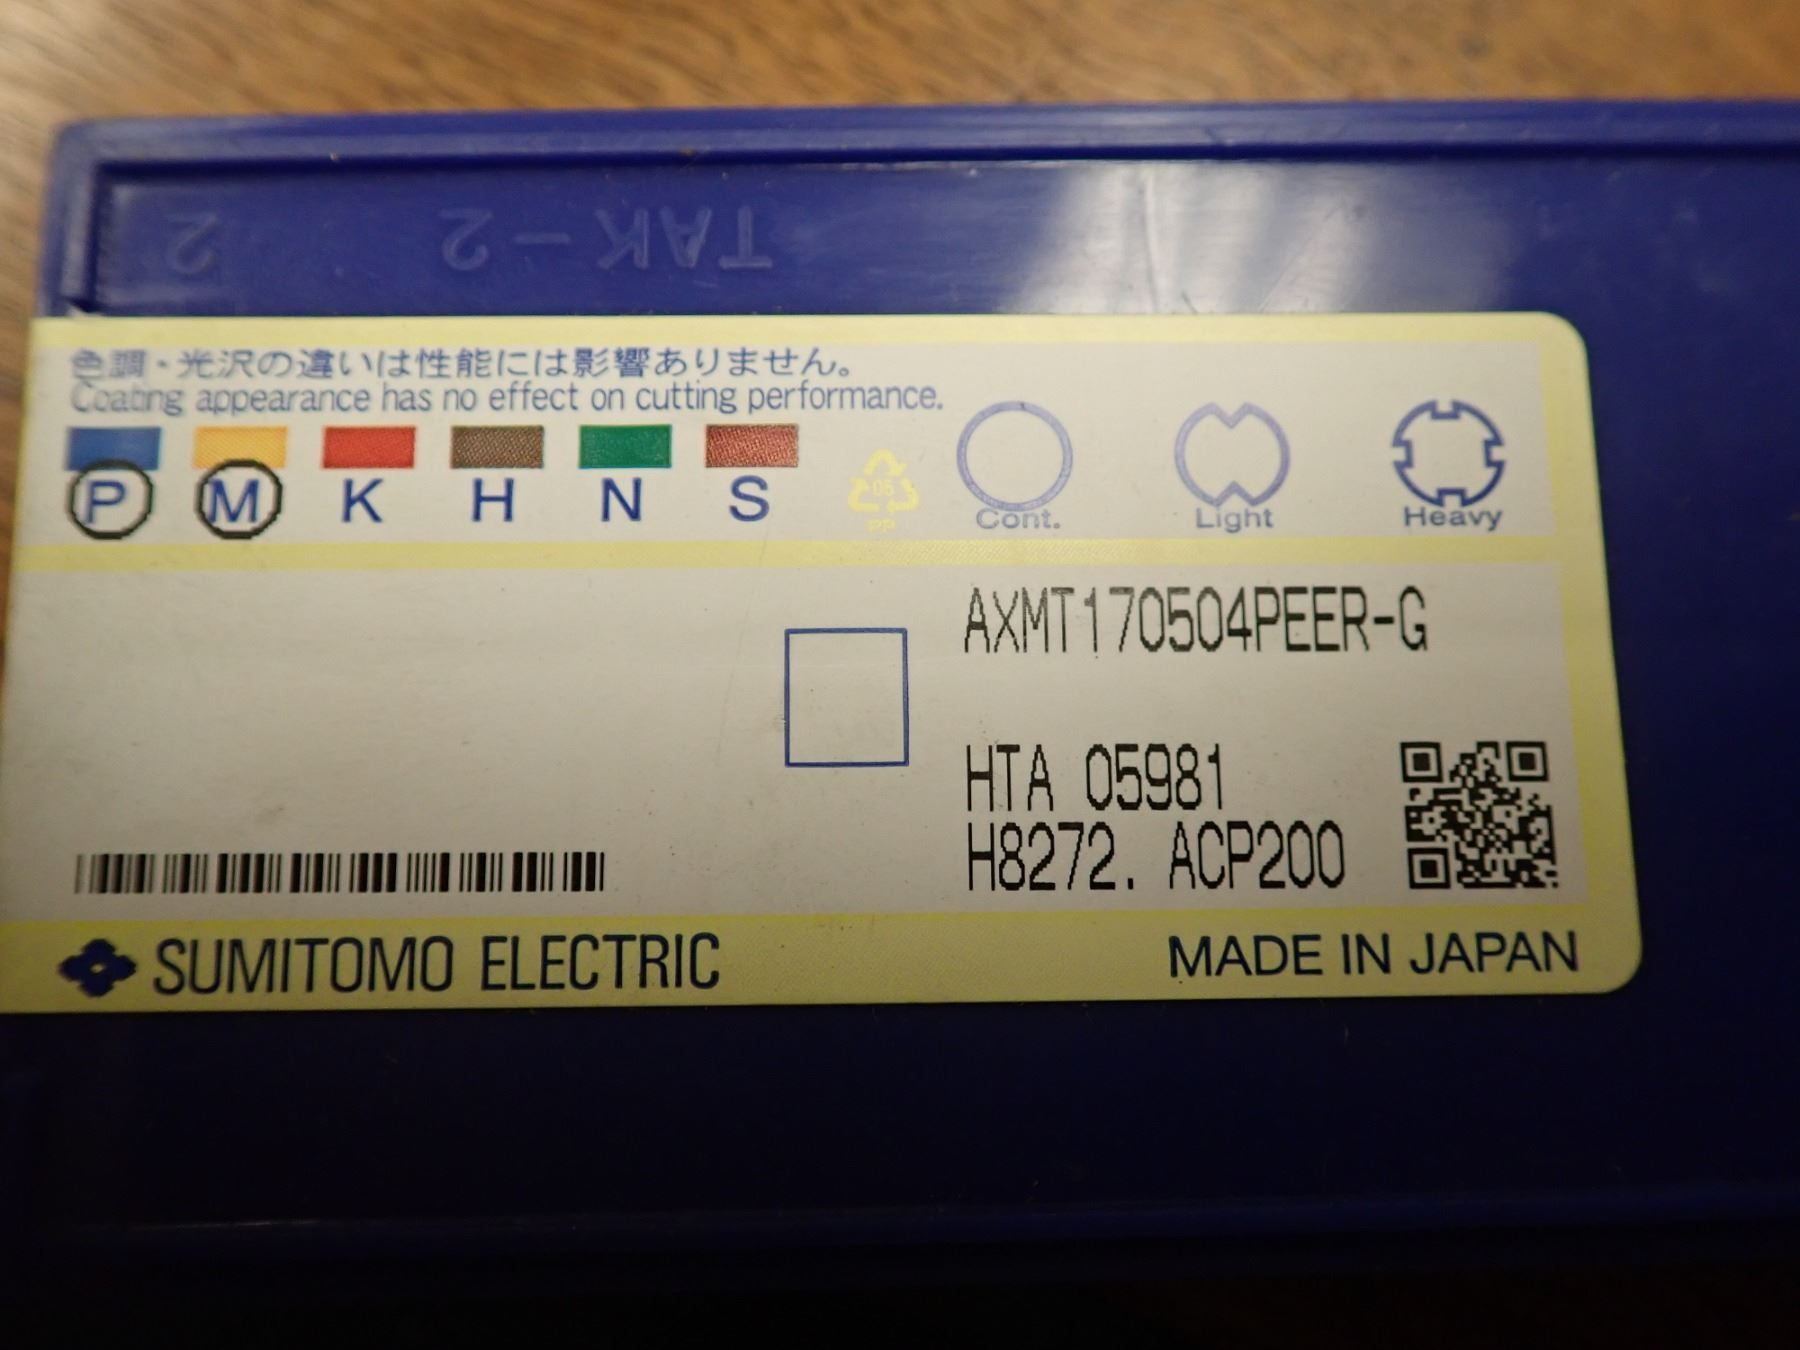 TAK-2 2
色調・光沢の違いは性能には影響ありません。
Coating appearance has no effect on cutting performance.
P M K H N S
05
PP
Cont. Light Heavy
AXMT170504PEER-G
HTA 05981
H8272. ACP200
SUMITOMO ELECTRIC
MADE IN JAPAN